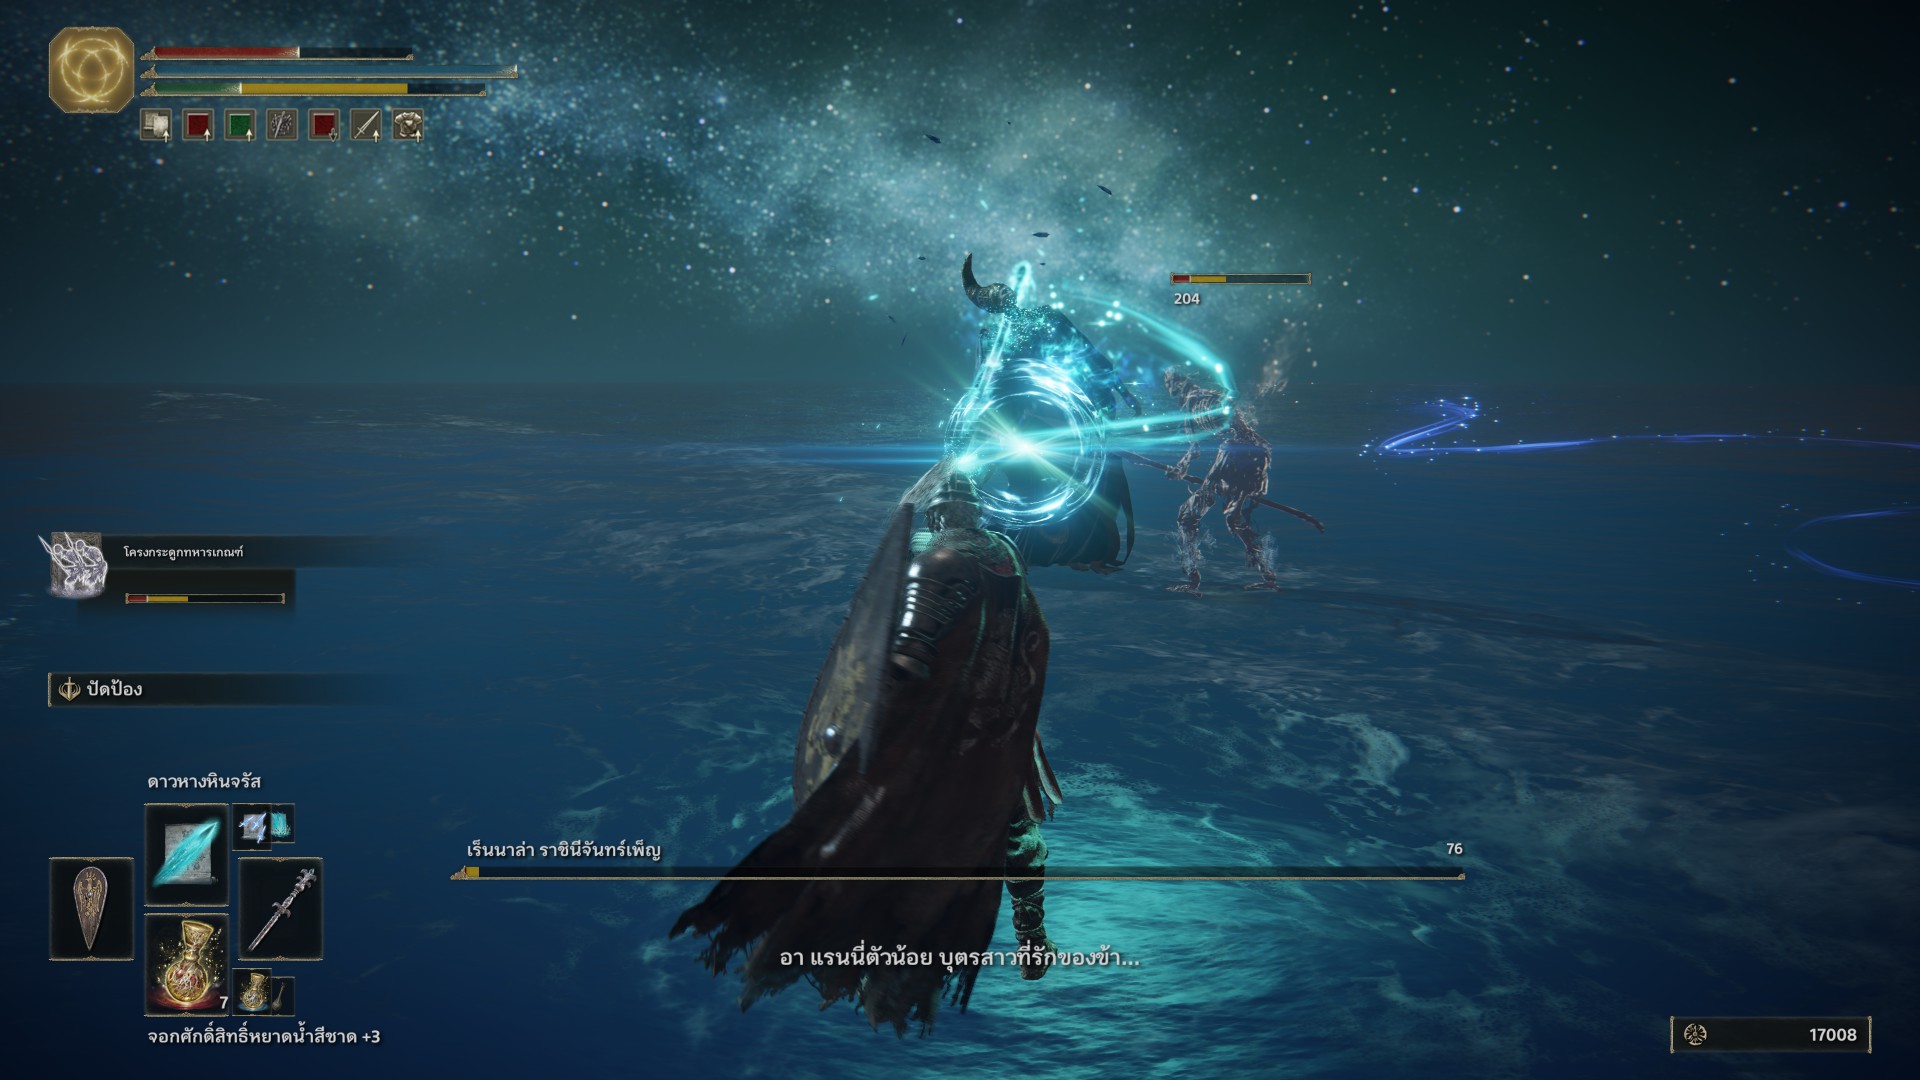 204
โครงกระดูกทหารเกณฑ์
ปัดป้อง
ดาวหางหินจรัส
เร็นนาล่า ราชินีจันทร์เพ็ญ
76
อา แรนนี่ตัวน้อย บุตรสาวที่รักของข้า...
7
จอกศักดิ์สิทธิ์หยาดน้ำสีชาด +3
17008